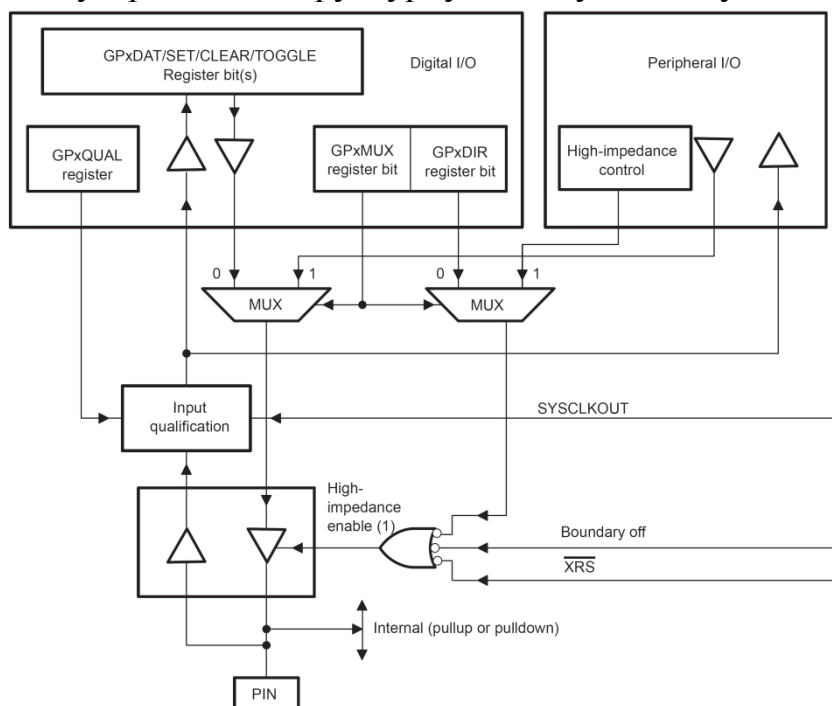 GPxDAT/SET/CLEAR/TOGGLE
Register bit(s)
Digital I/O
Peripheral I/O
GPxQUAL
register
GPxMUX
register bit
GPxDIR
register bit
High-impedance
control
0
1
0
1
MUX
MUX
Input
qualification
SYSCLKOUT
High-
impedance
enable (1)
Boundary off
XRS
Internal (pullup or pulldown)
PIN